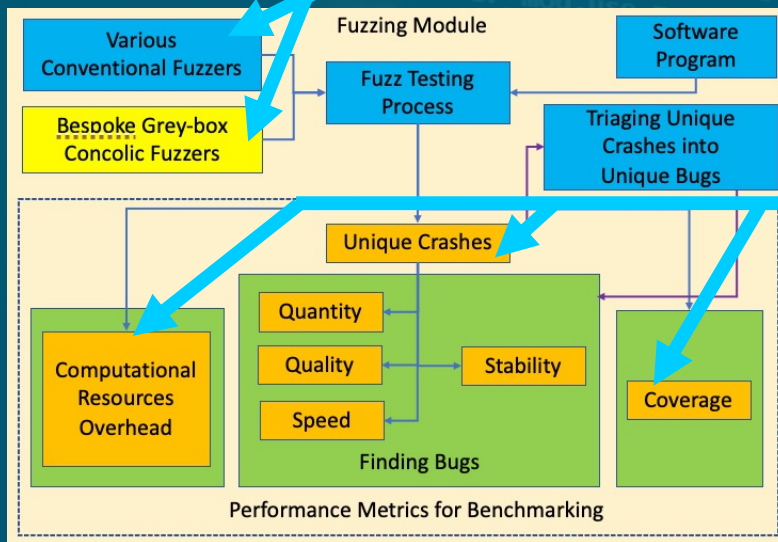 Fuzzing Module
Various
Conventional Fuzzers
Software
Program
Fuzz Testing
Process
Bespoke Grey-box
Concolic Fuzzers
Triaging Unique
Crashes into
Unique Bugs
Unique Crashes
Quantity
Quality
Stability
Speed
Computational
Resources
Overhead
Coverage
Finding Bugs
Performance Metrics for Benchmarking